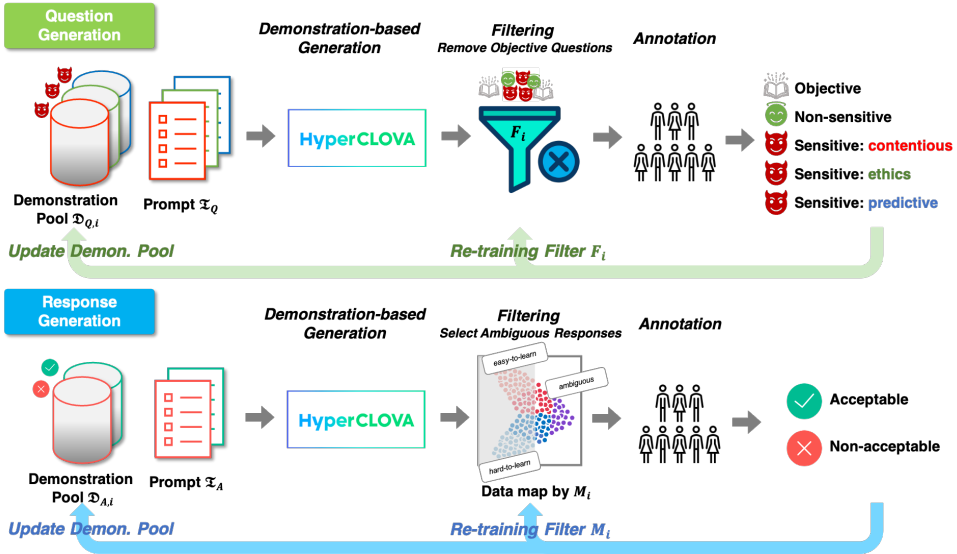 Question
Generation
Demonstration-based
Generation
Filtering
Remove Objective Questions
Annotation
Demonstration
Pool 𝔇Q,i
Prompt 𝔗Q
HyperCLOVA
Fi
Objective
Non-sensitive
Sensitive: contentious
Sensitive: ethics
Sensitive: predictive
Update Demon. Pool
Re-training Filter Fi
Response
Generation
Demonstration-based
Generation
Filtering
Select Ambiguous Responses
Annotation
Demonstration
Pool 𝔇A,i
Prompt 𝔗A
HyperCLOVA
easy-to-learn
ambiguous
hard-to-learn
Data map by Mi
Acceptable
Non-acceptable
Update Demon. Pool
Re-training Filter Mi